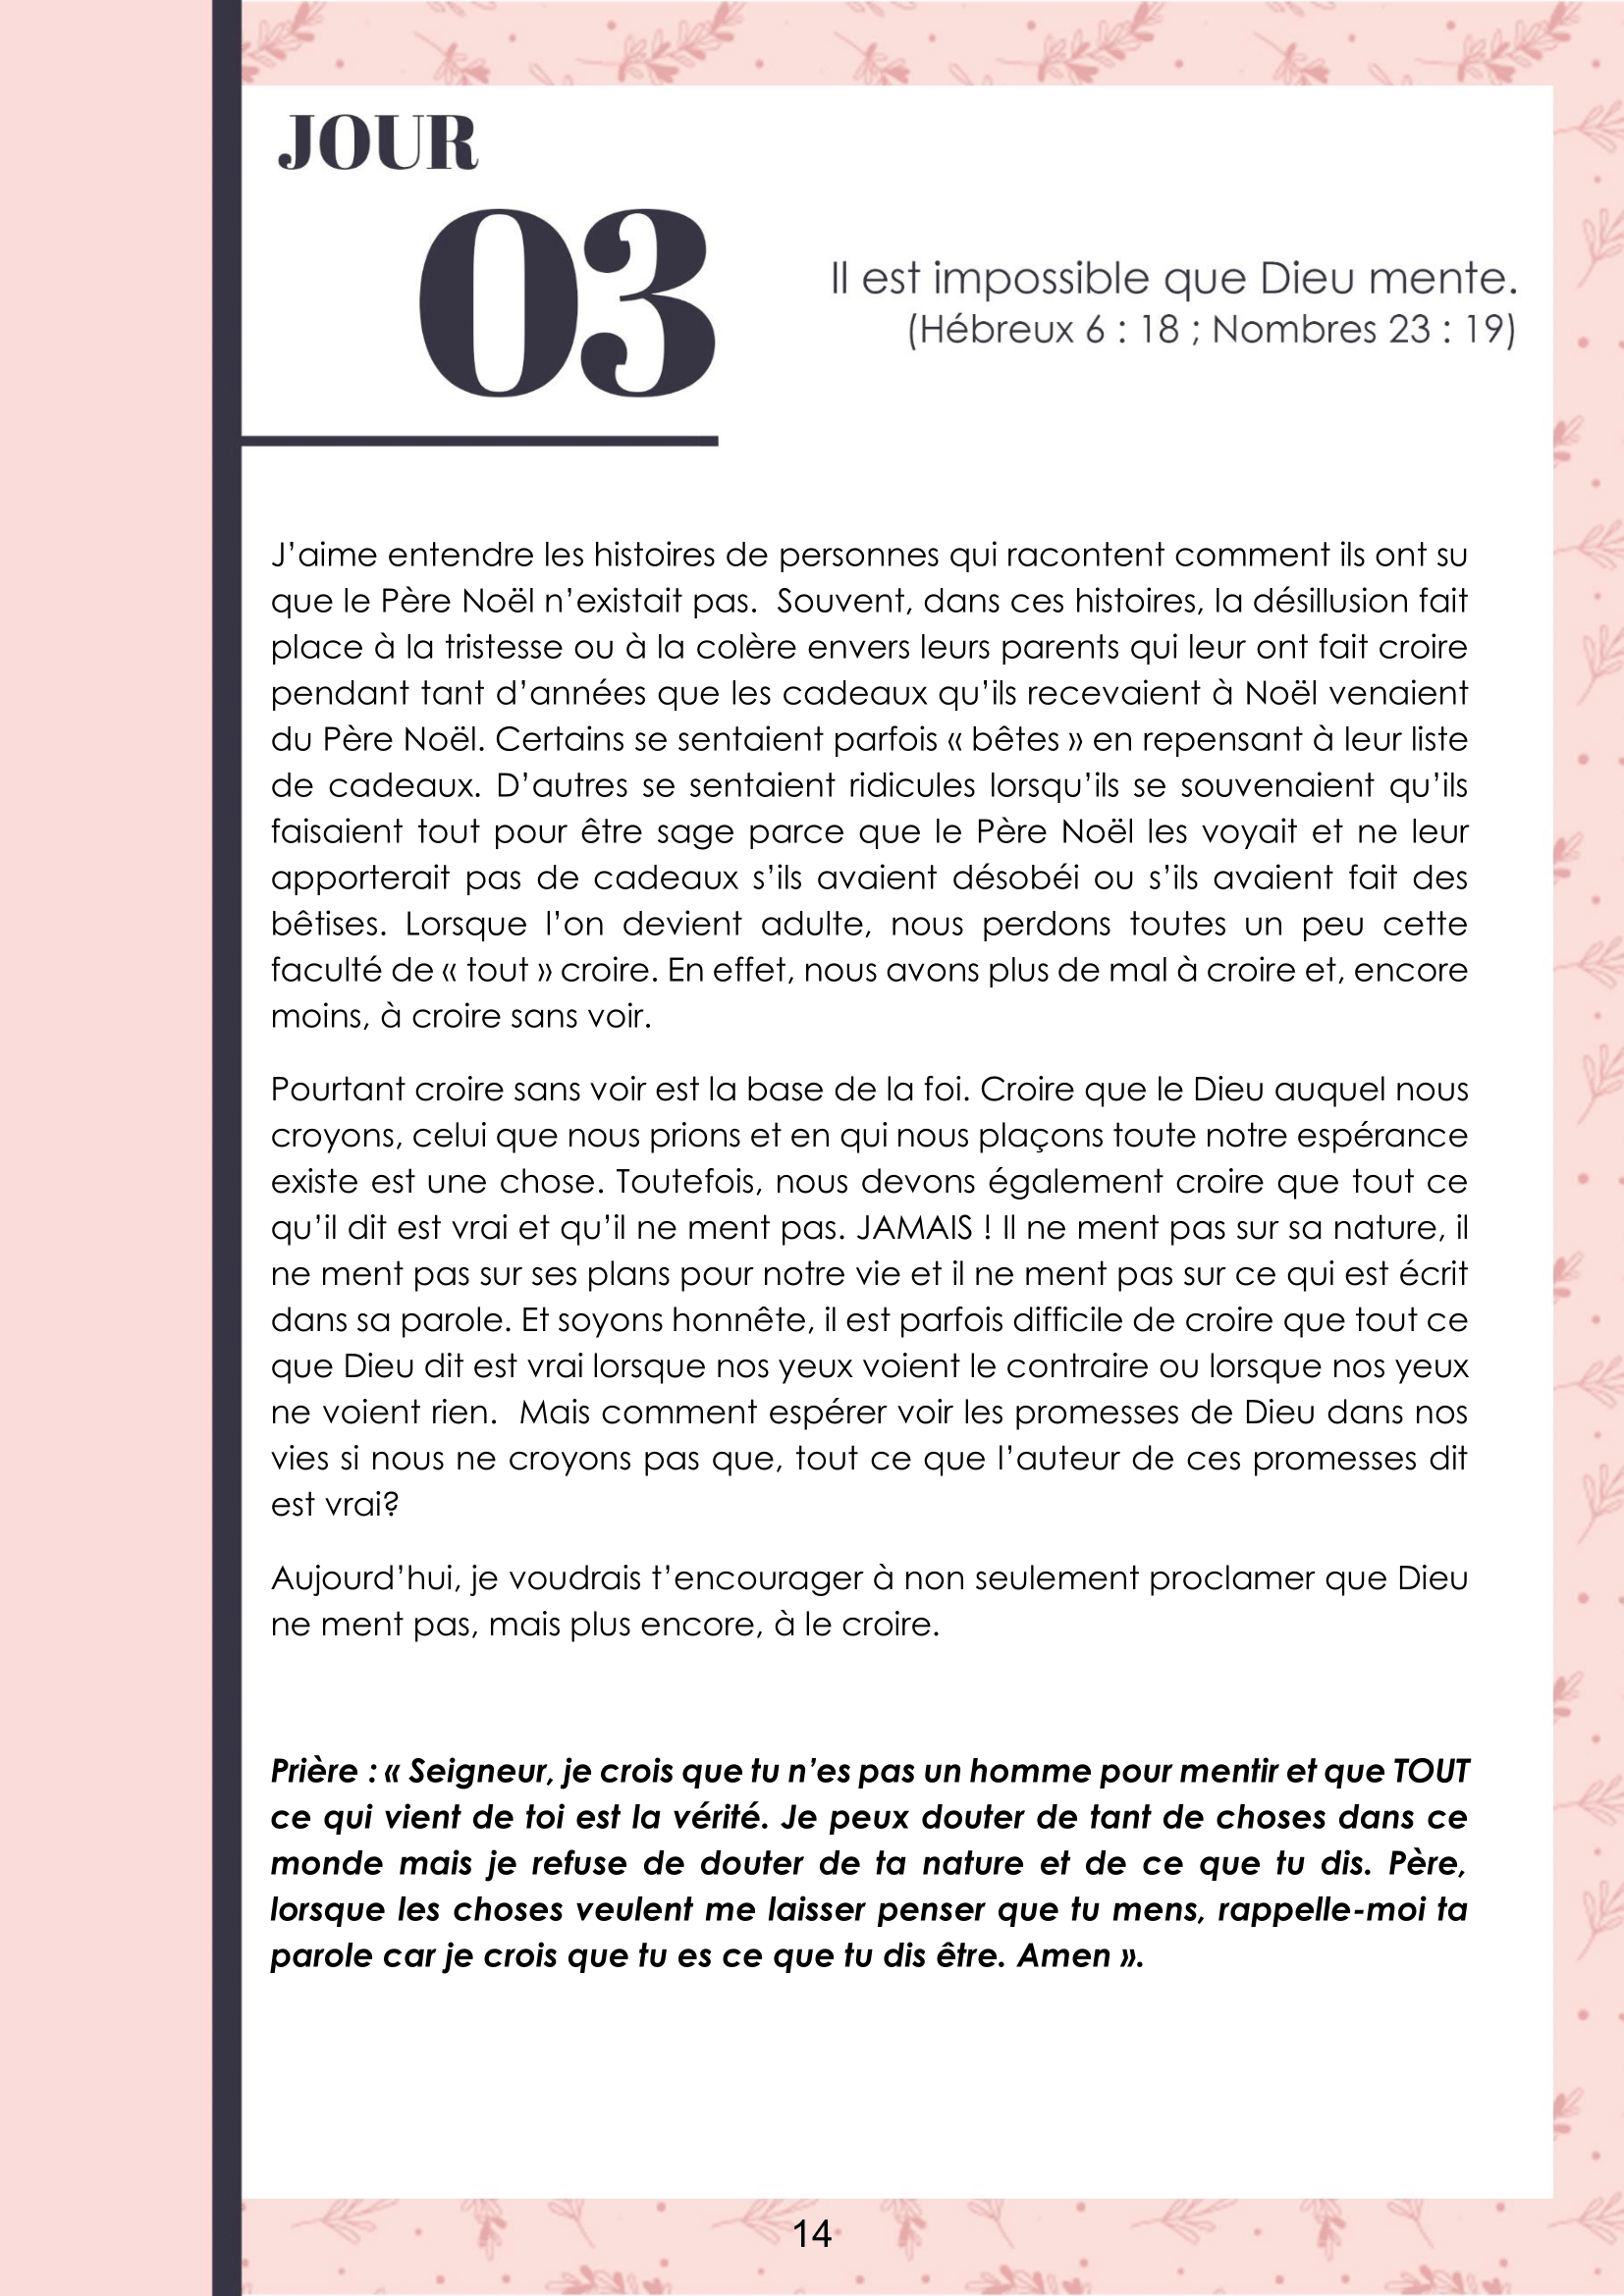 JOUR
03
Il est impossible que Dieu mente.
(Hébreux 6 : 18 ; Nombres 23 : 19)
J’aime entendre les histoires de personnes qui racontent comment ils ont su
que le Père Noël n’existait pas.  Souvent, dans ces histoires, la désillusion fait
place à la tristesse ou à la colère envers leurs parents qui leur ont fait croire
pendant tant d’années que les cadeaux qu’ils recevaient à Noël venaient
du Père Noël. Certains se sentaient parfois « bêtes » en repensant à leur liste
de cadeaux. D’autres se sentaient ridicules lorsqu’ils se souvenaient qu’ils
faisaient tout pour être sage parce que le Père Noël les voyait et ne leur
apporterait pas de cadeaux s’ils avaient désobéi ou s’ils avaient fait des
bêtises. Lorsque l’on devient adulte, nous perdons toutes un peu cette
faculté de « tout » croire. En effet, nous avons plus de mal à croire et, encore
moins, à croire sans voir.
Pourtant croire sans voir est la base de la foi. Croire que le Dieu auquel nous
croyons, celui que nous prions et en qui nous plaçons toute notre espérance
existe est une chose. Toutefois, nous devons également croire que tout ce
qu’il dit est vrai et qu’il ne ment pas. JAMAIS ! Il ne ment pas sur sa nature, il
ne ment pas sur ses plans pour notre vie et il ne ment pas sur ce qui est écrit
dans sa parole. Et soyons honnête, il est parfois difficile de croire que tout ce
que Dieu dit est vrai lorsque nos yeux voient le contraire ou lorsque nos yeux
ne voient rien.  Mais comment espérer voir les promesses de Dieu dans nos
vies si nous ne croyons pas que, tout ce que l’auteur de ces promesses dit
est vrai?
Aujourd’hui, je voudrais t’encourager à non seulement proclamer que Dieu
ne ment pas, mais plus encore, à le croire.
Prière : « Seigneur, je crois que tu n’es pas un homme pour mentir et que TOUT
ce qui vient de toi est la vérité. Je peux douter de tant de choses dans ce
monde mais je refuse de douter de ta nature et de ce que tu dis. Père,
lorsque les choses veulent me laisser penser que tu mens, rappelle-moi ta
parole car je crois que tu es ce que tu dis être. Amen ».
14